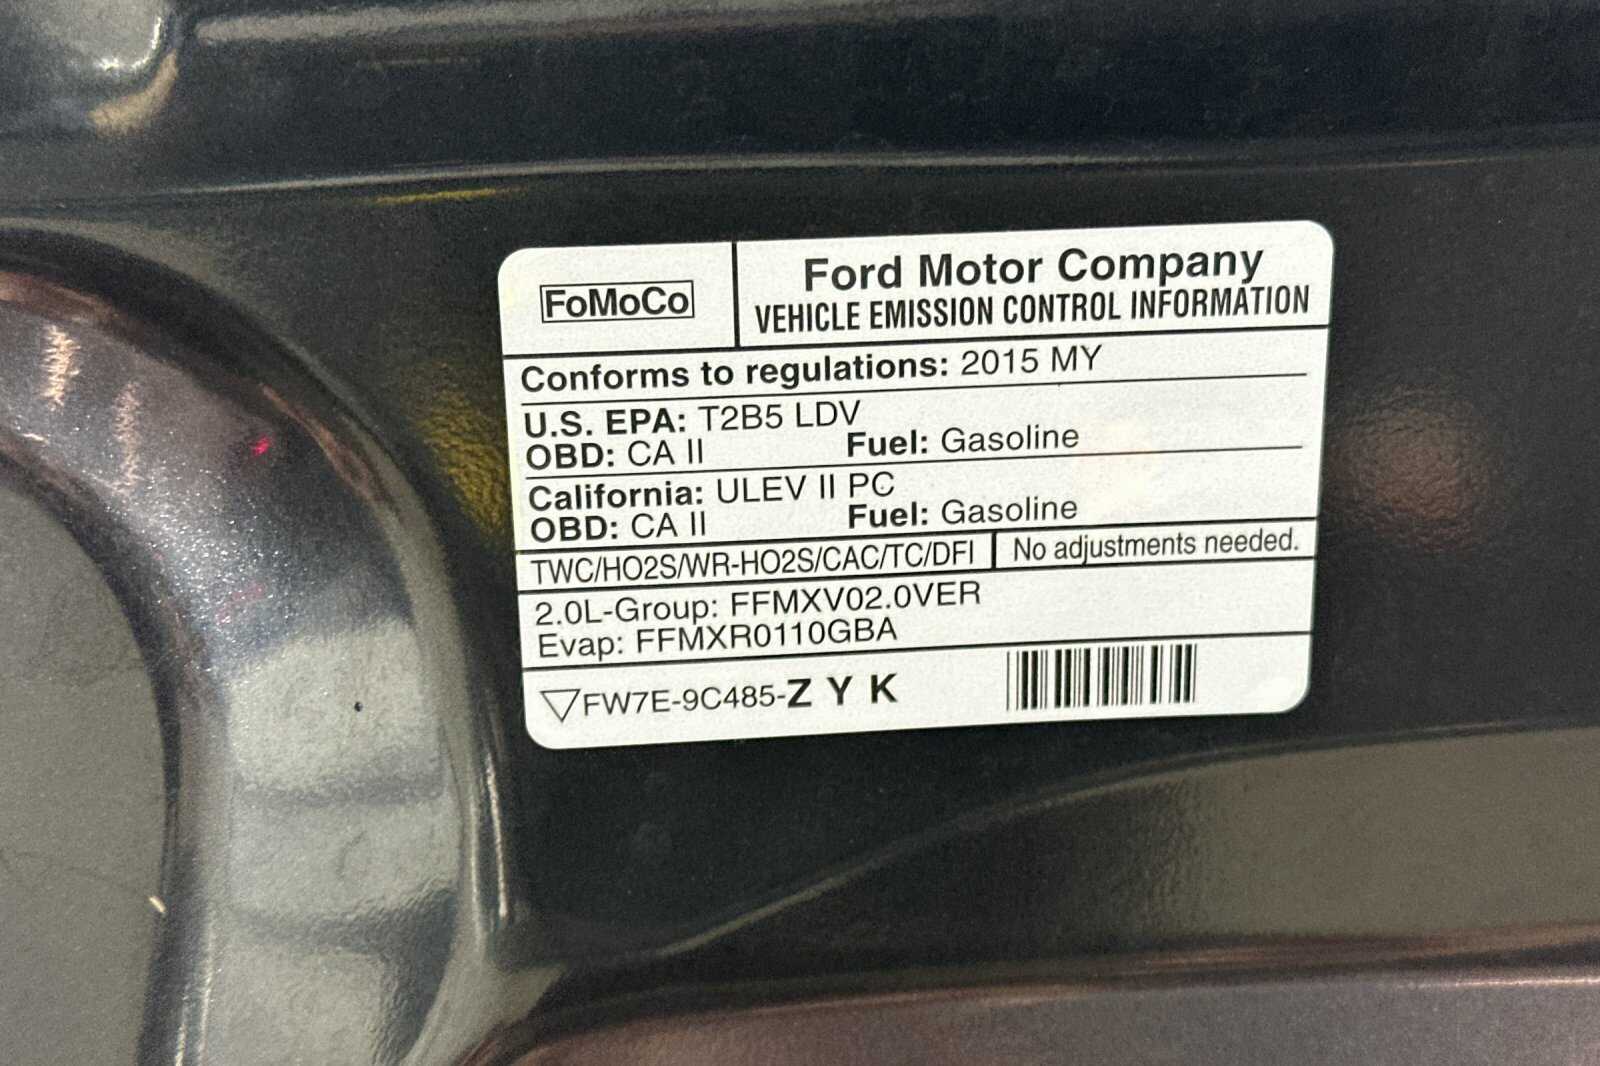 FoMoCo
Ford Motor Company
VEHICLE EMISSION CONTROL INFORMATION
Conforms to regulations: 2015 MY
U.S. EPA: T2B5 LDV
OBD: CA II Fuel: Gasoline
California: ULEV II PC
OBD: CA II Fuel: Gasoline
TWC/HO2S/WR-HO2S/CAC/TC/DFI No adjustments needed.
2.0L-Group: FFMXV02.0VER
Evap: FFMXR0110GBA
▽FW7E-9C485-Z Y K